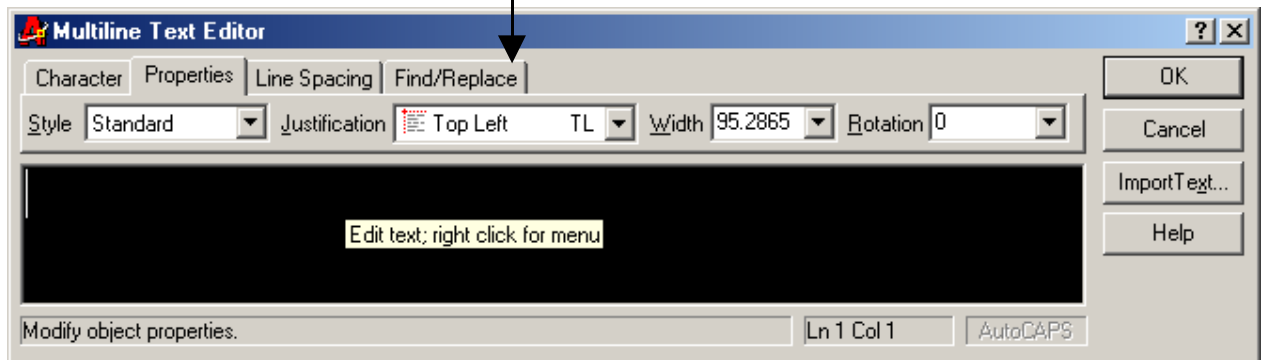 Multiline Text Editor
Character Properties Line Spacing Find/Replace
OK
Style Standard Justification Top Left TL Width 95.2865 Rotation 0
Cancel
ImportText...
Edit text; right click for menu
Help
Modify object properties. Ln 1 Col 1 AutoCAPS